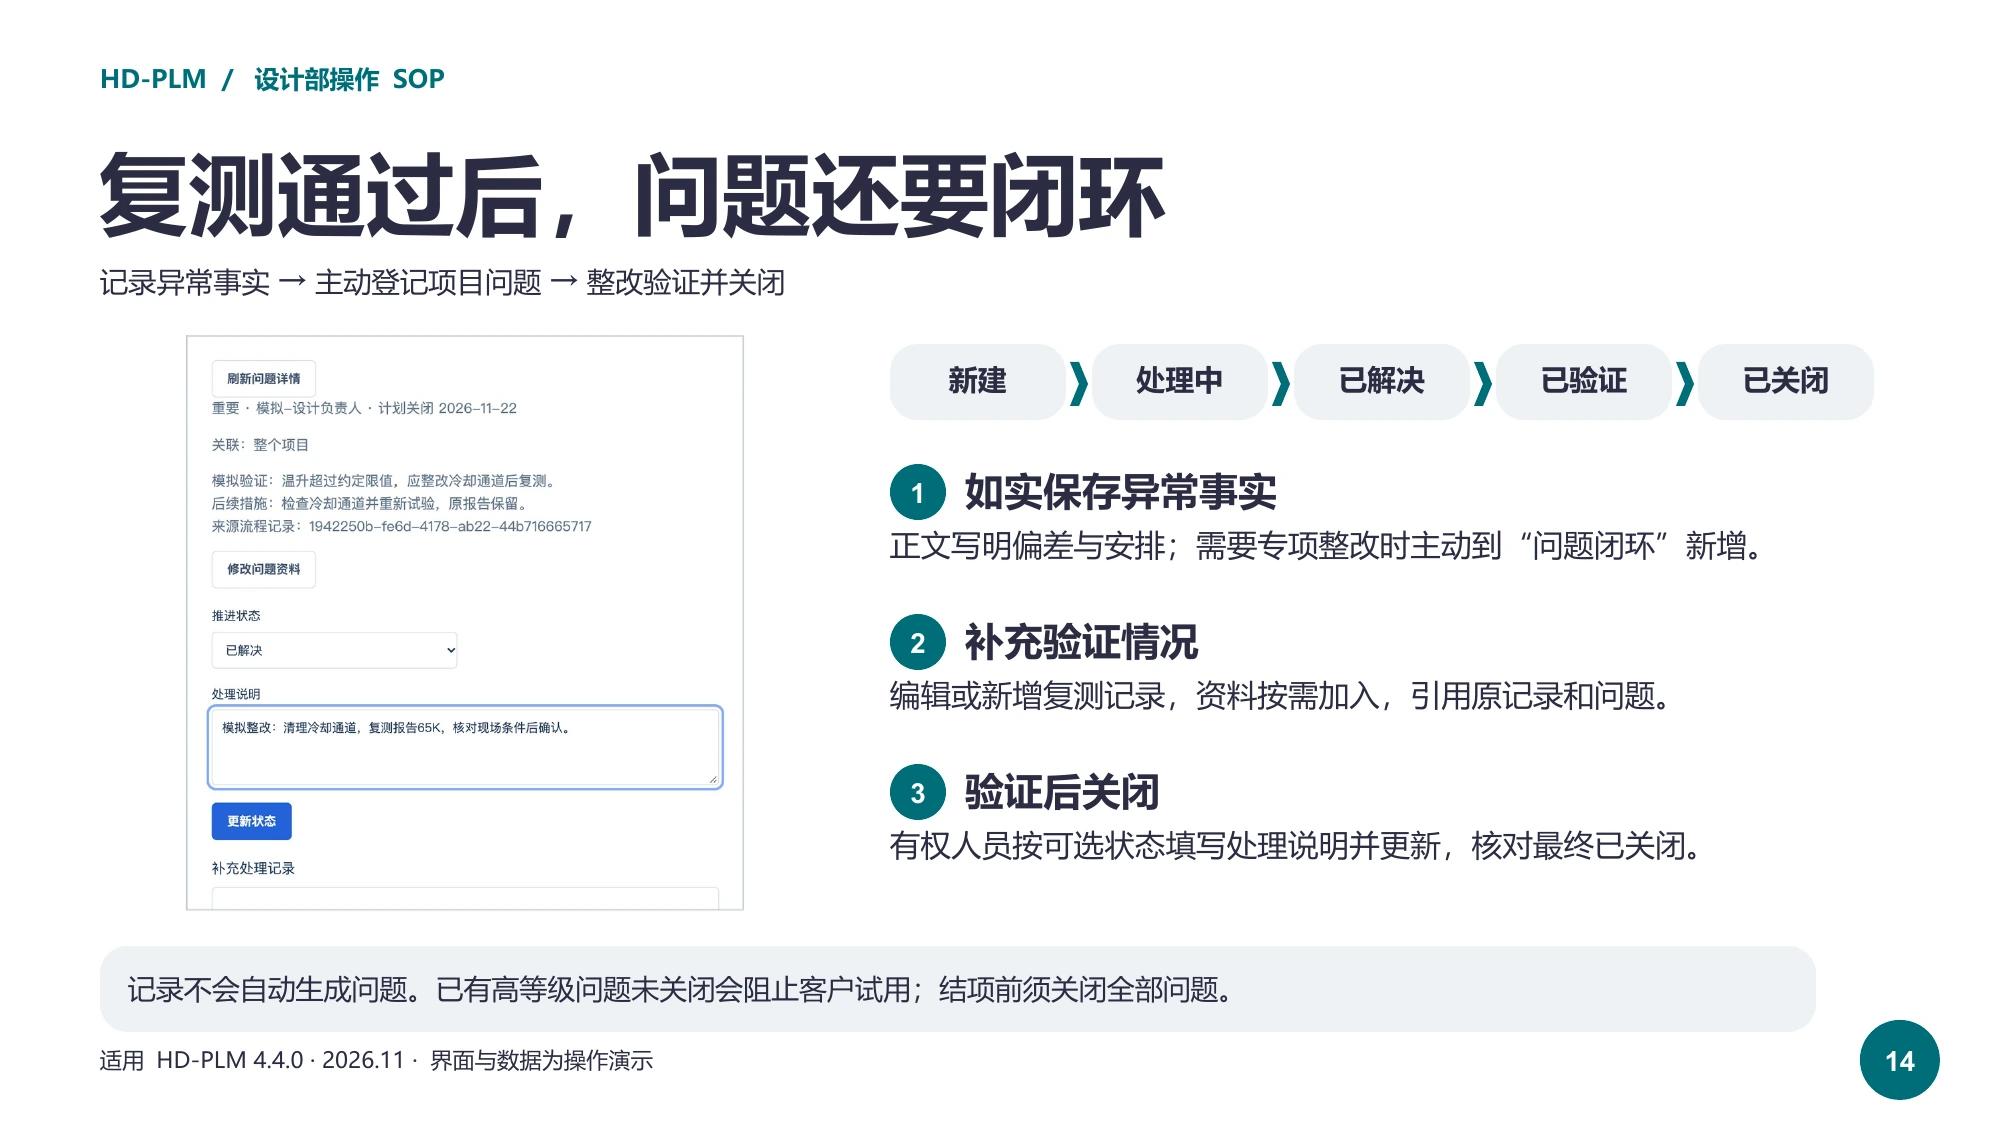 HD-PLM / 设计部操作 SOP
复测通过后，问题还要闭环
记录异常事实 → 主动登记项目问题 → 整改验证并关闭
刷新问题详情
重要 · 模拟–设计负责人 · 计划关闭 2026–11–22
关联：整个项目
模拟验证：温升超过约定限值，应整改冷却通道后复测。
后续措施：检查冷却通道并重新试验，原报告保留。
来源流程记录：1942250b–fe6d–4178–ab22–44b716665717
修改问题资料
推进状态
已解决
处理说明
模拟整改：清理冷却通道，复测报告65K，核对现场条件后确认。
更新状态
补充处理记录
新建 ❯ 处理中 ❯ 已解决 ❯ 已验证 ❯ 已关闭
1 如实保存异常事实
正文写明偏差与安排；需要专项整改时主动到“问题闭环”新增。
2 补充验证情况
编辑或新增复测记录，资料按需加入，引用原记录和问题。
3 验证后关闭
有权人员按可选状态填写处理说明并更新，核对最终已关闭。
记录不会自动生成问题。已有高等级问题未关闭会阻止客户试用；结项前须关闭全部问题。
适用 HD-PLM 4.4.0 · 2026.11 · 界面与数据为操作演示
14